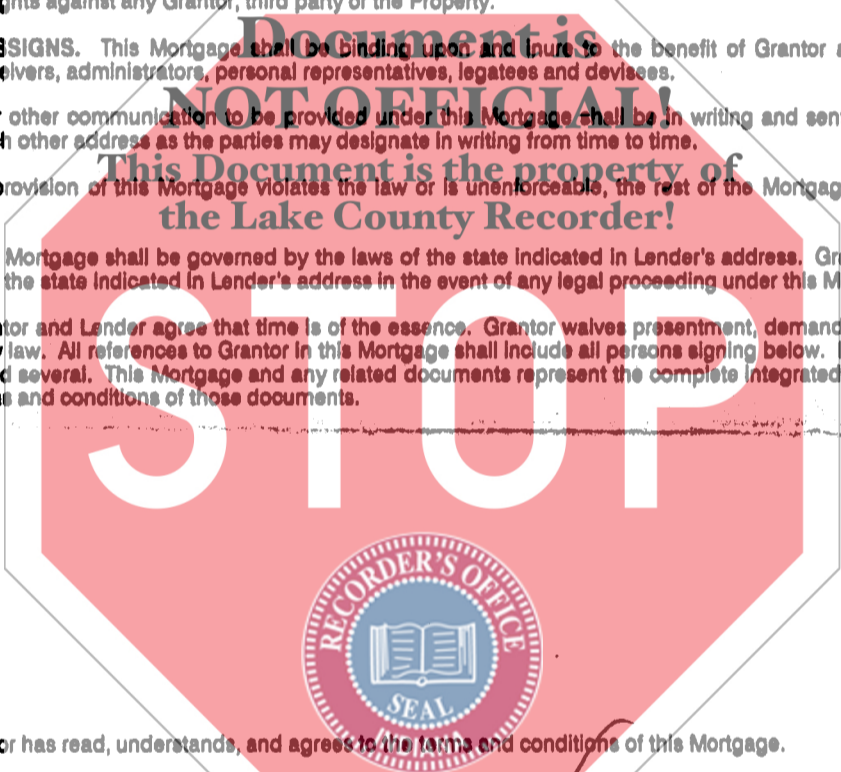 nts against any Grantor, third party of the Property.
Document is
SSIGNS. This Mortgage shall be binding upon and inure to the benefit of Grantor
eivers, administrators, personal representatives, legatees and devisees.
NOT OFFICIAL!
other communication to be provided under this Mortgage shall be in writing and sen
other address as the parties may designate in writing from time to time.
This Document is the property of
rovision of this Mortgage violates the law or is unenforceable, the rest of the Mortgag
the Lake County Recorder!
Mortgage shall be governed by the laws of the state indicated in Lender's address. Gr
the state indicated in Lender's address in the event of any legal proceeding under this M
STOP
tor and Lender agree that time is of the essence. Grantor waives presentment, demand
law. All references to Grantor in this Mortgage shall include all persons signing below.
d several. This Mortgage and any related documents represent the complete integrated
s and conditions of those documents.
RECORDER'S OFFICE
SEAL
INDIANA
or has read, understands, and agrees to the terms and conditions of this Mortgage.